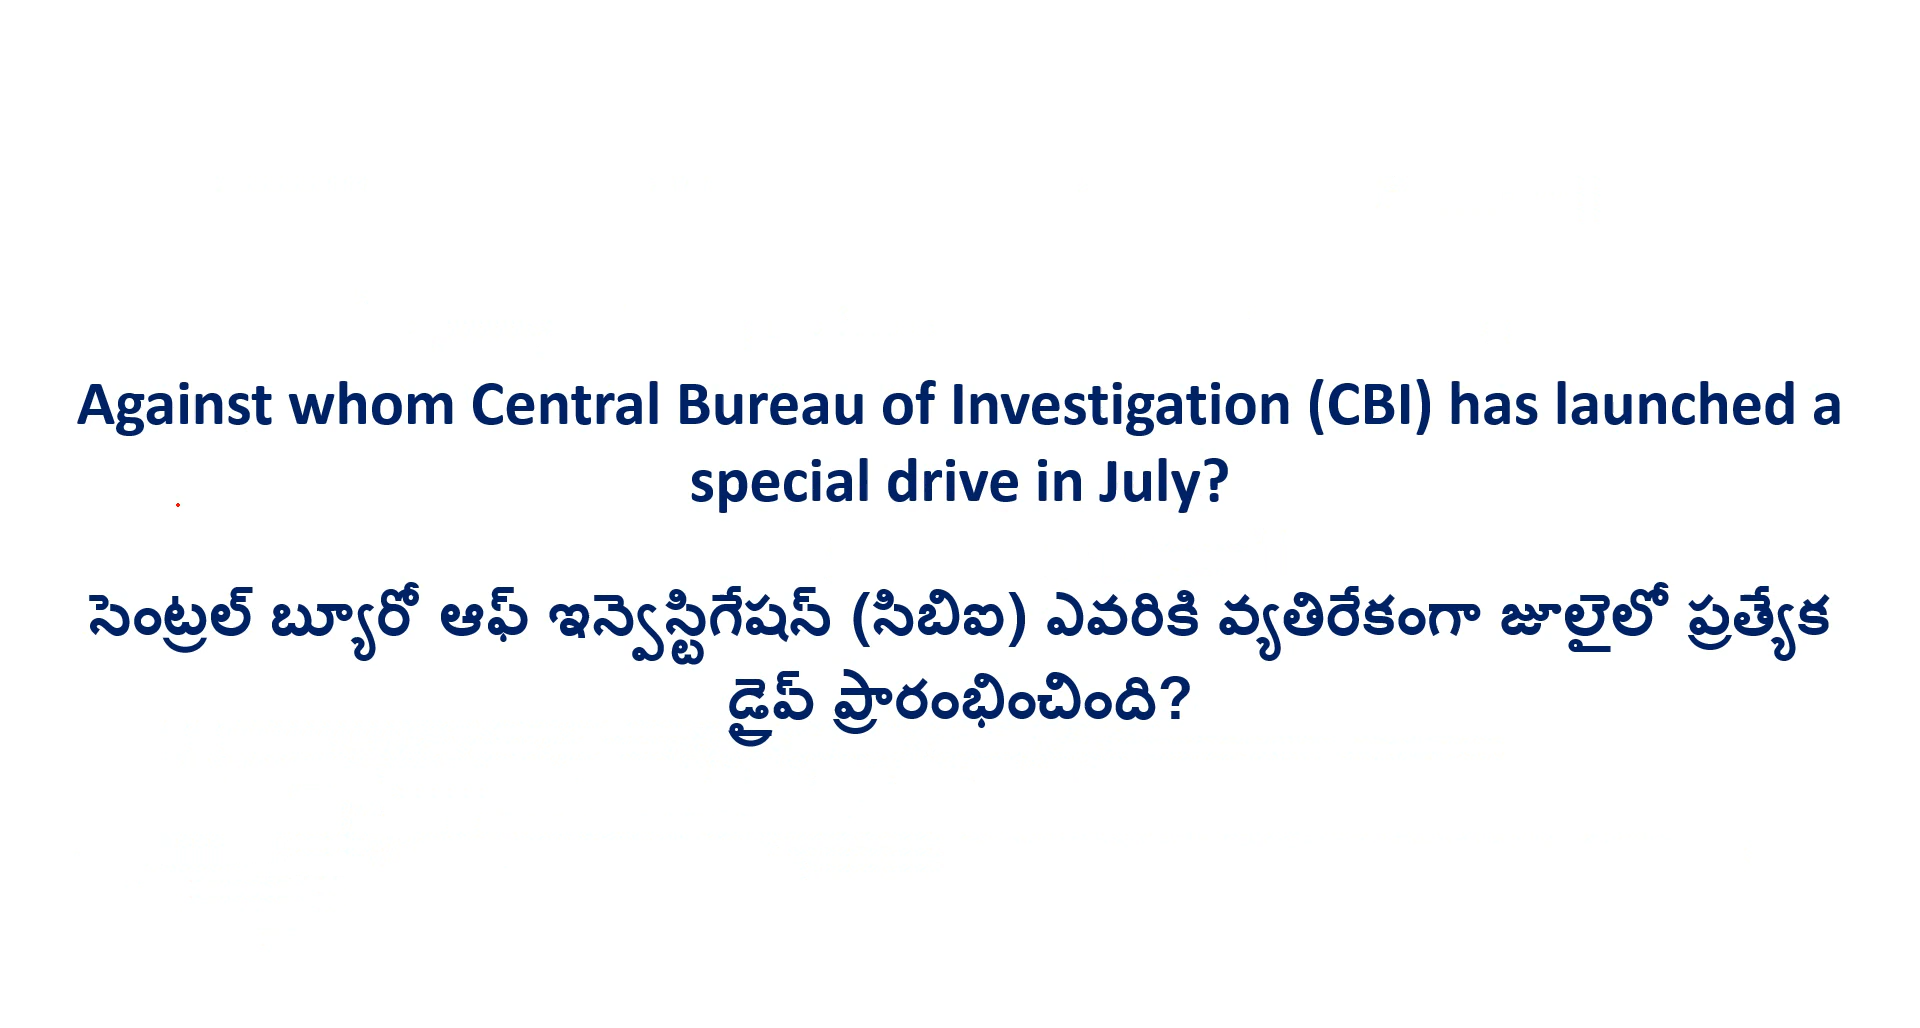 Against whom Central Bureau of Investigation (CBI) has launched a
special drive in July?
సెంట్రల్ బ్యూరో ఆఫ్ ఇన్వెస్టిగేషన్ (సిబిఐ) ఎవరికి వ్యతిరేకంగా జూలైలో ప్రత్యేక
డ్రైవ్ ప్రారంభించింది?